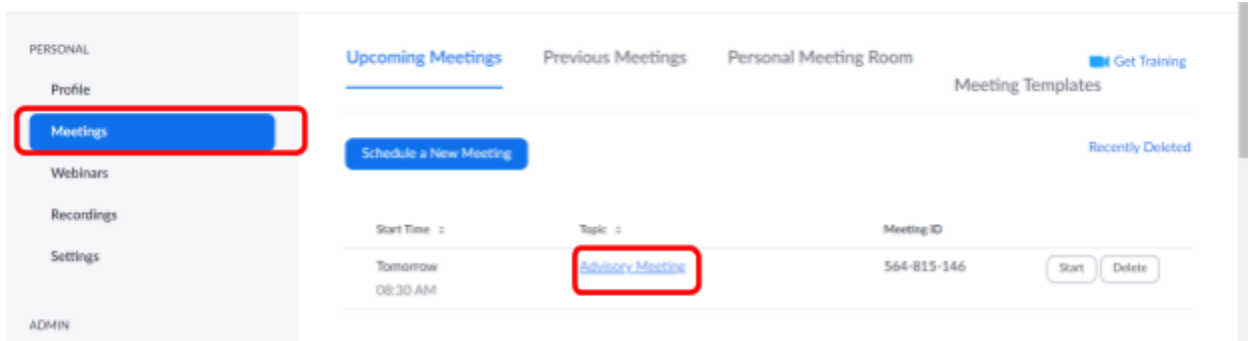 PERSONAL
Profile
Meetings
Webinars
Recordings
Settings
ADMIN
Upcoming Meetings Previous Meetings Personal Meeting Room Get Training
Meeting Templates
Schedule a New Meeting Recently Deleted
Start Time Topic Meeting ID
Tomorrow Advisory Meeting 564-815-146 Start Delete
08:30 AM